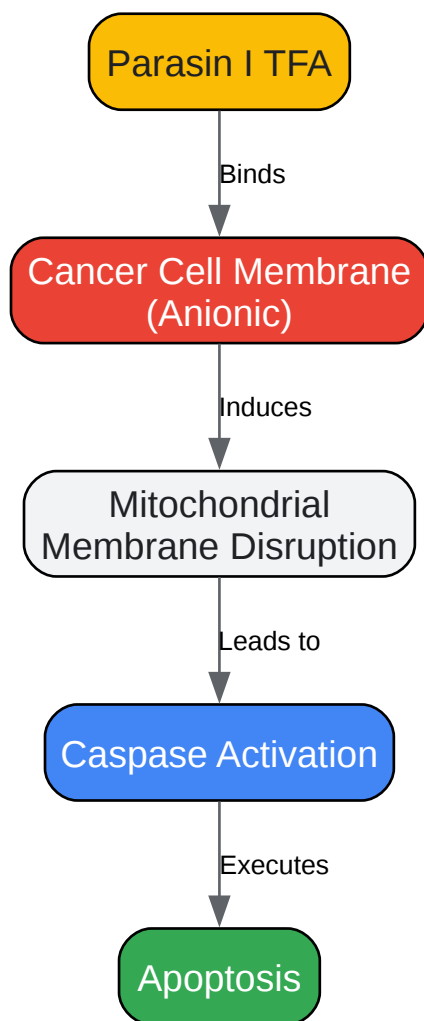 Parasin I TFA
Binds
Cancer Cell Membrane
(Anionic)
Induces
Mitochondrial
Membrane Disruption
Leads to
Caspase Activation
Executes
Apoptosis